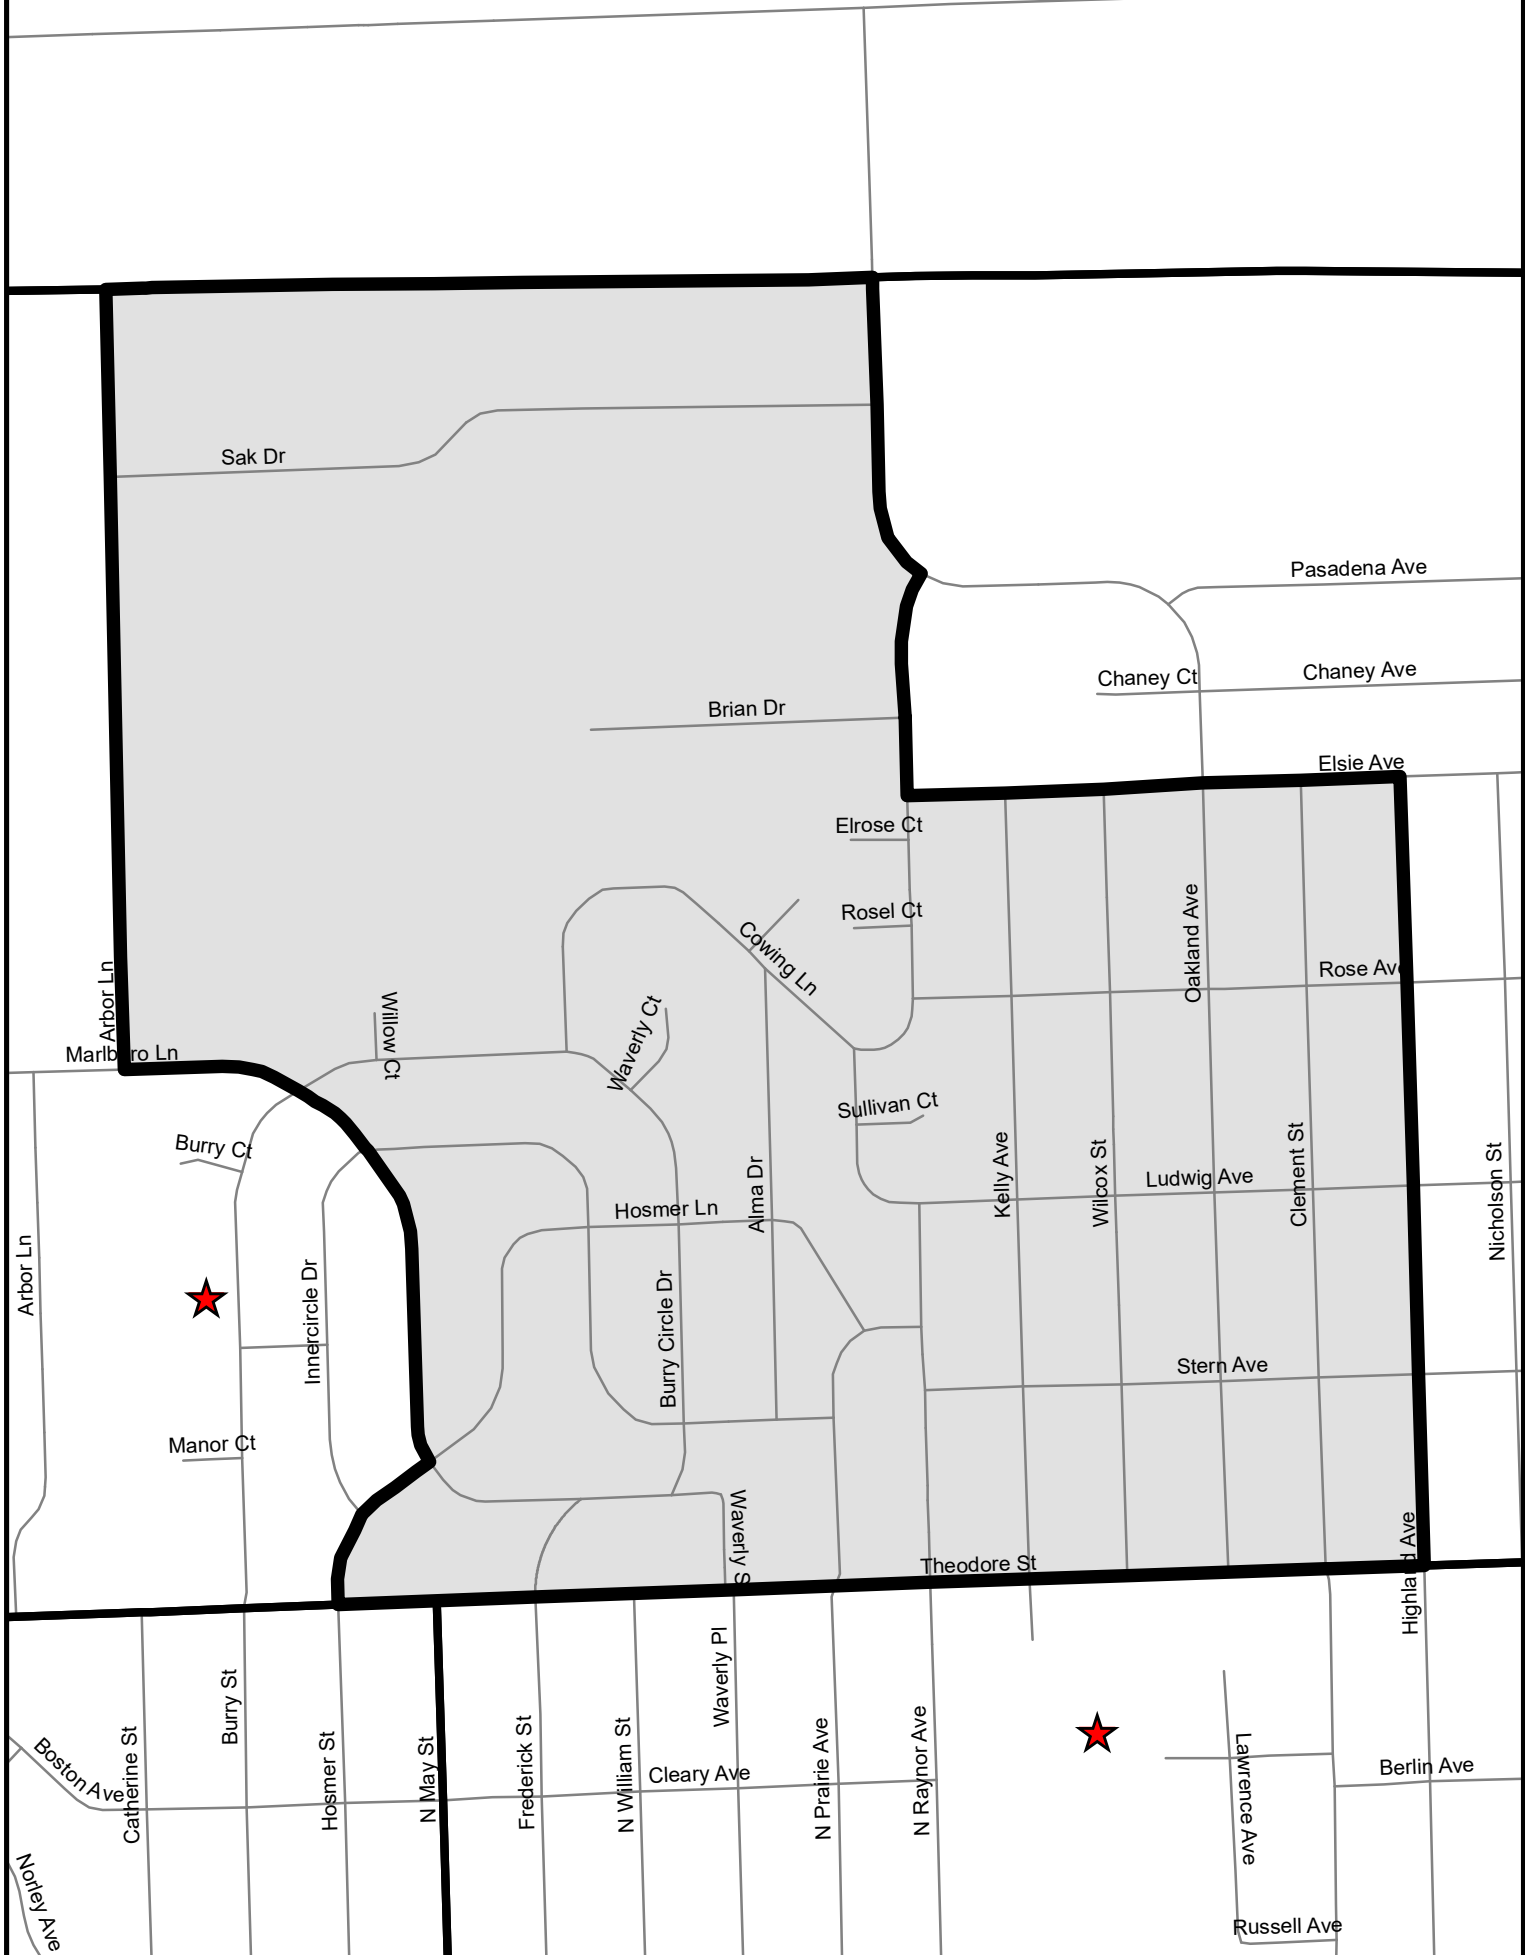 Sak Dr
Pasadena Ave
Chaney Ct
Chaney Ave
Brian Dr
Elsie Ave
Elrose Ct
Rosel Ct
Oakland Ave
Cowing Ln
Rose Ave
Arbor Ln
Willow Ct
Waverly Ct
Marlboro Ln
Sullivan Ct
Burry Ct
Kelly Ave
Wilcox St
Clement St
Nicholson St
Alma Dr
Ludwig Ave
Hosmer Ln
Arbor Ln
Innercircle Dr
Burry Circle Dr
Stern Ave
Manor Ct
Waverly S
Theodore St
Highland Ave
Burry St
Waverly Pl
Catherine St
Hosmer St
N May St
Frederick St
N William St
N Prairie Ave
N Raynor Ave
Boston Ave
Cleary Ave
Lawrence Ave
Berlin Ave
Norley Ave
Russell Ave